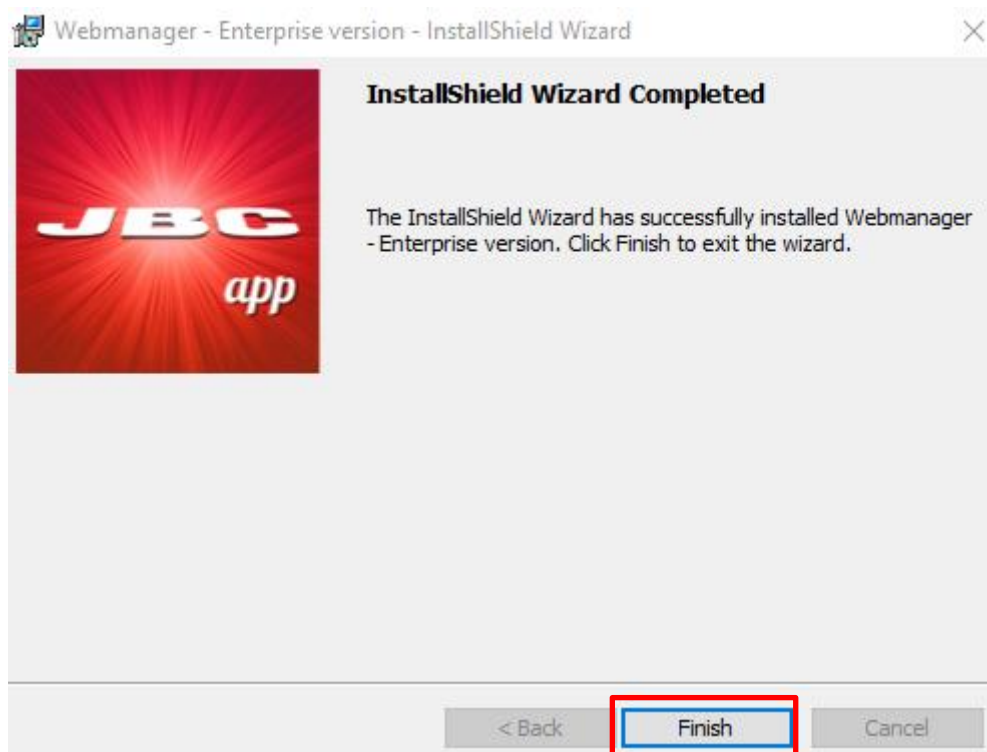 Webmanager - Enterprise version - InstallShield Wizard
InstallShield Wizard Completed
JBC
app
The InstallShield Wizard has successfully installed Webmanager
- Enterprise version. Click Finish to exit the wizard.
< Back Finish Cancel